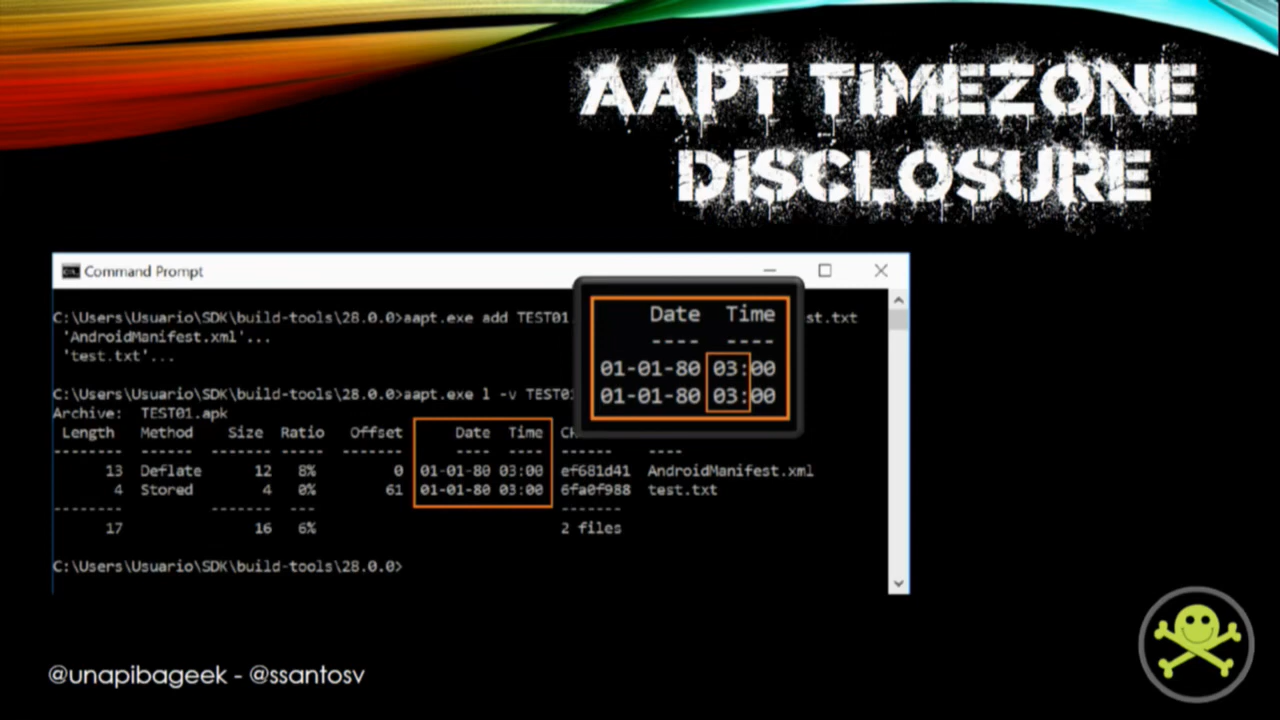 AAPT TIMEZONE
DISCLOSURE
Command Prompt
C:\Users\Usuario\SDK\build-tools\28.0.0>aapt.exe add TEST01. st.txt
'AndroidManifest.xml'...
'test.txt'...
C:\Users\Usuario\SDK\build-tools\28.0.0>aapt.exe l -v TEST0
Archive: TEST01.apk
Length Method Size Ratio Offset Date Time CR
-------- ------ ------- ----- ------- ---- ---- ------ ----
13 Deflate 12 8% 0 01-01-80 03:00 ef681d41 AndroidManifest.xml
4 Stored 4 0% 61 01-01-80 03:00 6fa0f988 test.txt
-------- ------- --- -------
17 16 6% 2 files
C:\Users\Usuario\SDK\build-tools\28.0.0>
Date Time
---- ----
01-01-80 03:00
01-01-80 03:00
@unapibageek - @ssantosv